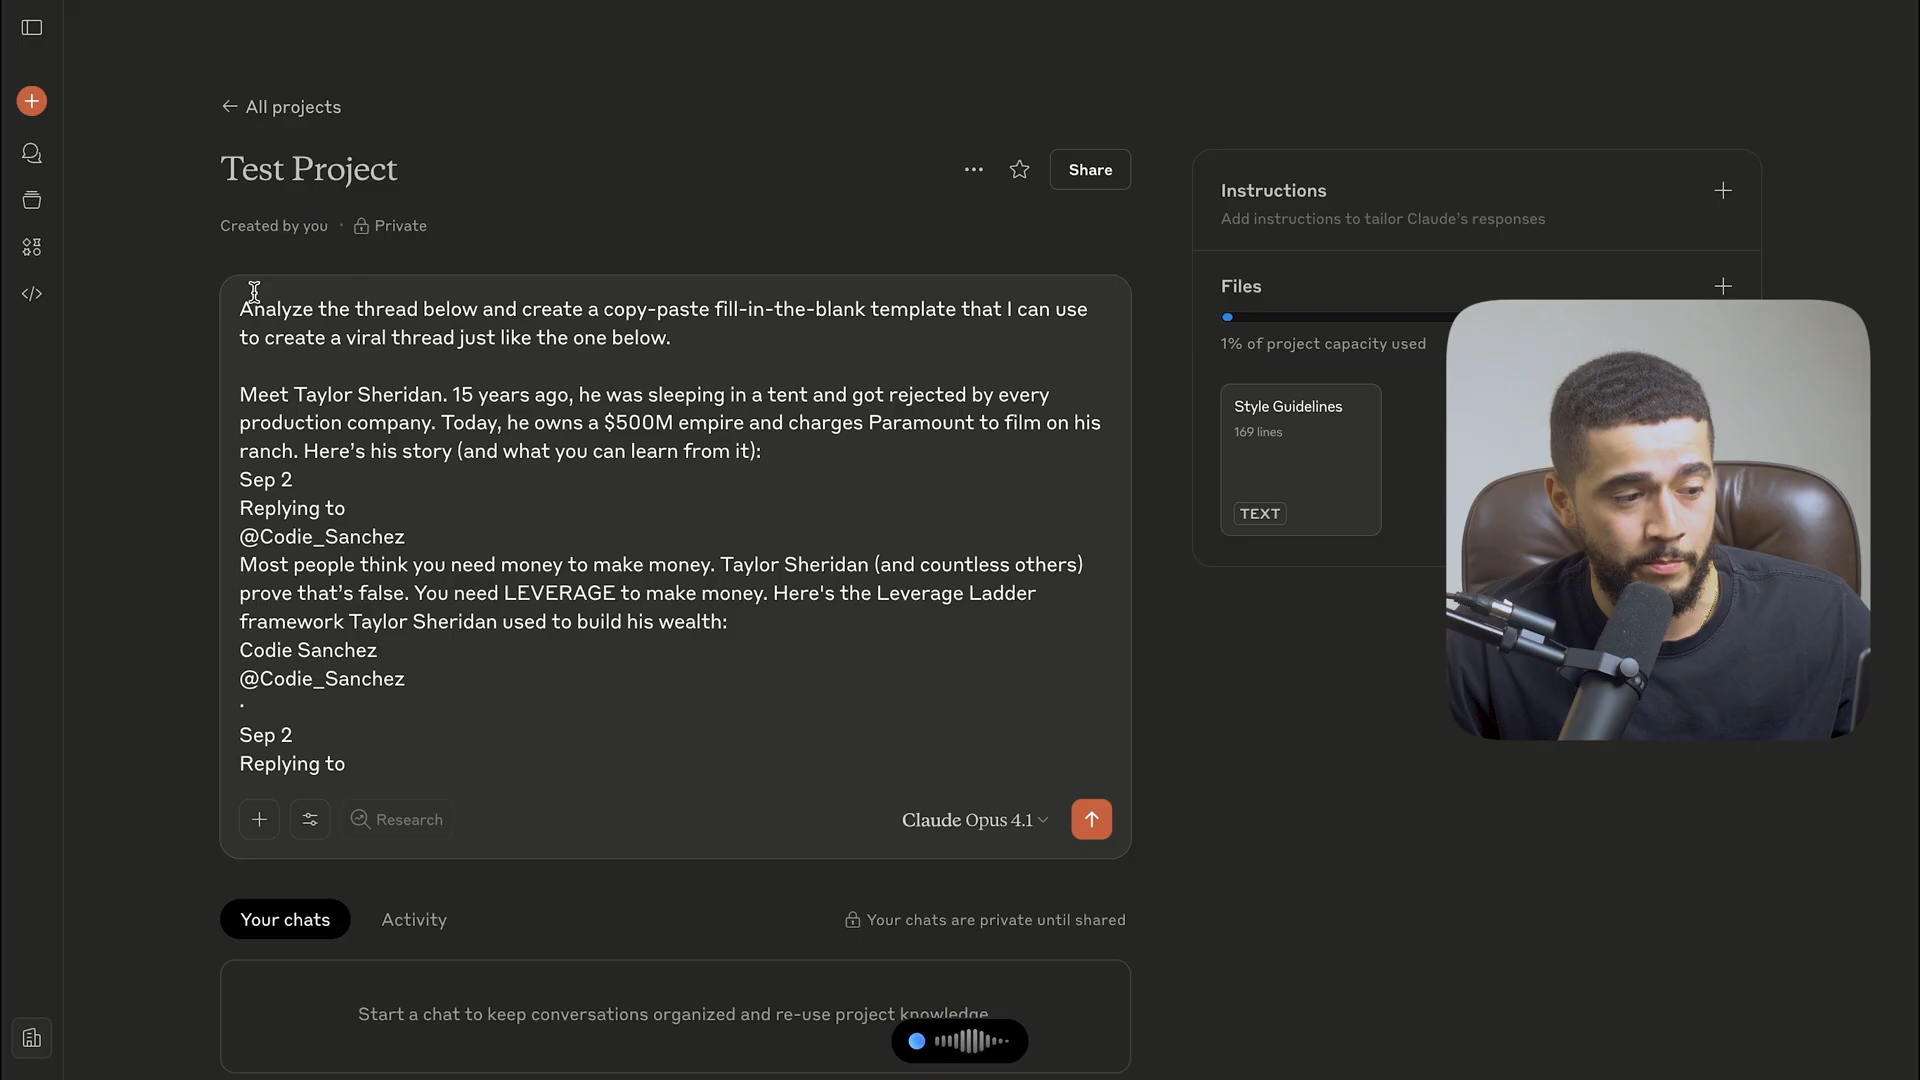 ← All projects
Test Project
Share
Created by you · Private
Analyze the thread below and create a copy-paste fill-in-the-blank template that I can use
to create a viral thread just like the one below.
Meet Taylor Sheridan. 15 years ago, he was sleeping in a tent and got rejected by every
production company. Today, he owns a $500M empire and charges Paramount to film on his
ranch. Here’s his story (and what you can learn from it):
Sep 2
Replying to
@Codie_Sanchez
Most people think you need money to make money. Taylor Sheridan (and countless others)
prove that’s false. You need LEVERAGE to make money. Here's the Leverage Ladder
framework Taylor Sheridan used to build his wealth:
Codie Sanchez
@Codie_Sanchez
·
Sep 2
Replying to
Research
Claude Opus 4.1
Your chats
Activity
Your chats are private until shared
Start a chat to keep conversations organized and re-use project knowledge.
Instructions
Add instructions to tailor Claude’s responses
Files
1% of project capacity used
Style Guidelines
169 lines
TEXT